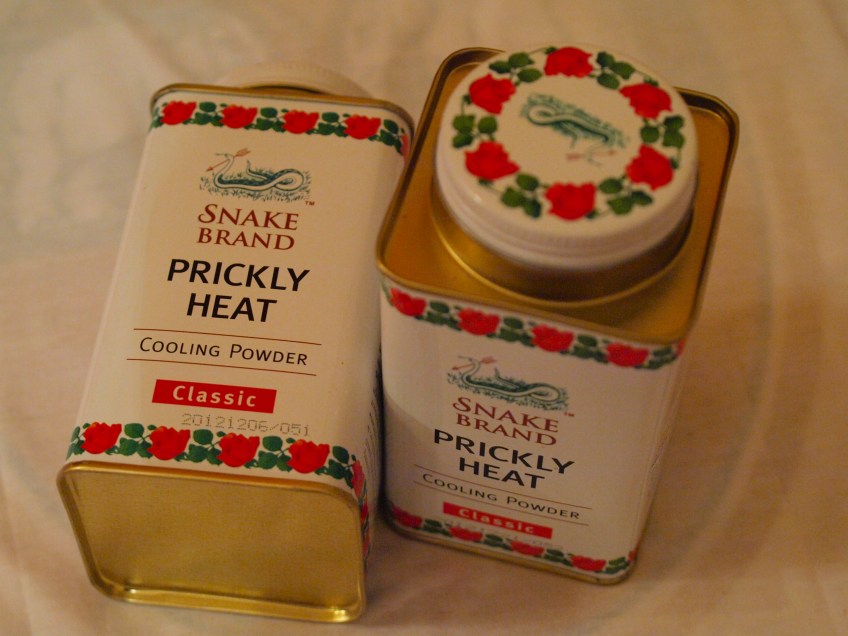 SNAKE
BRAND
PRICKLY
HEAT
COOLING POWDER
Classic
20121206/051
SNAKE
BRAND
PRICKLY
HEAT
COOLING POWDER
Classic